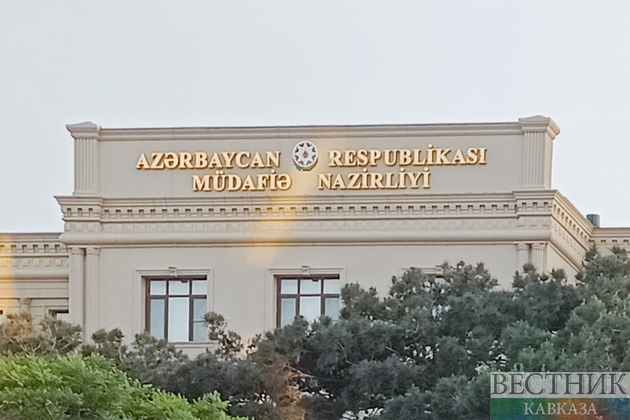 AZƏRBAYCAN RESPUBLİKASI
MÜDAFİƏ NAZİRLİYİ
ВЕСТНИК
КАВКАЗА